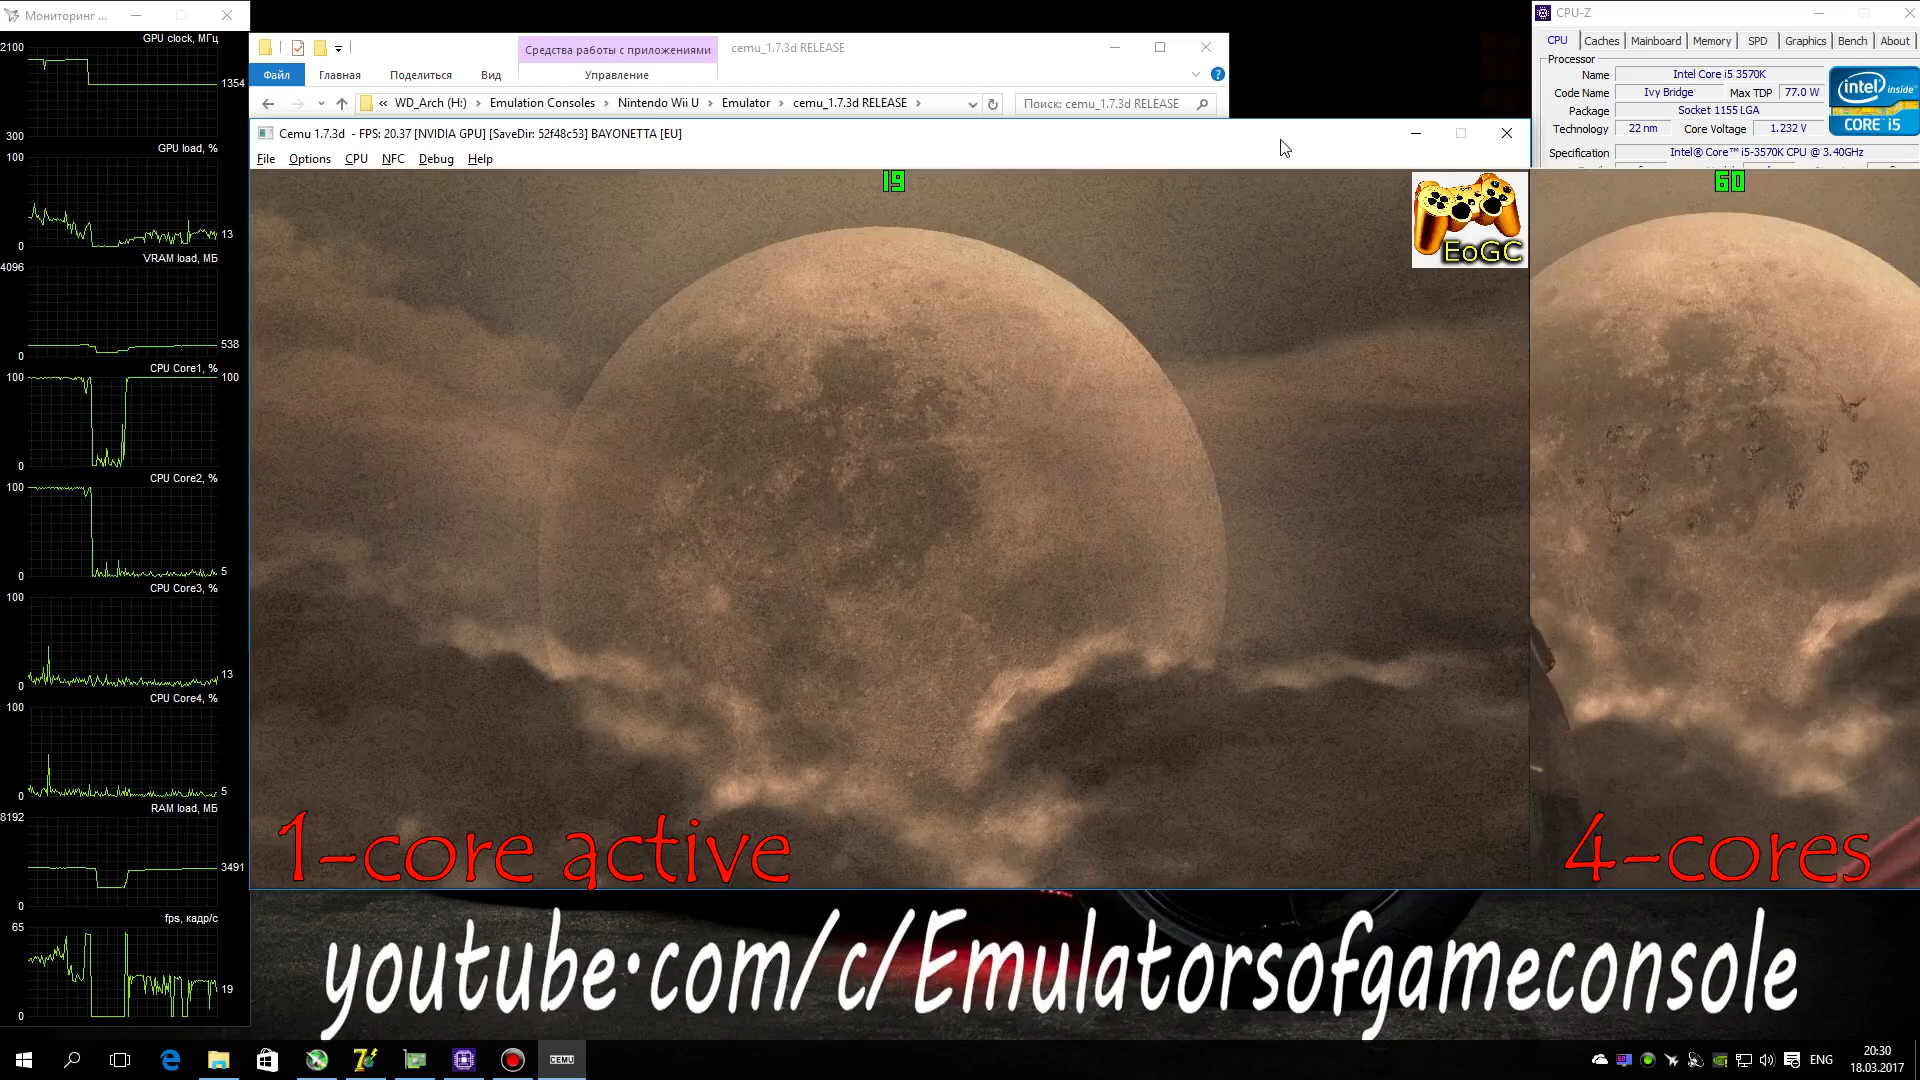 Мониторинг ...
GPU clock, МГц
2100
1354
300
GPU load, %
100
13
0
VRAM load, МБ
4096
538
0
CPU Core1, %
100
100
0
CPU Core2, %
100
5
0
CPU Core3, %
100
13
0
CPU Core4, %
100
5
0
RAM load, МБ
8192
3491
0
fps, кадр/с
65
19
0
Средства работы с приложениями
cemu_1.7.3d RELEASE
Файл
Главная
Поделиться
Вид
Управление
« WD_Arch (H:) › Emulation Consoles › Nintendo Wii U › Emulator › cemu_1.7.3d RELEASE ›
Поиск: cemu_1.7.3d RELEASE
Cemu 1.7.3d - FPS: 20.37 [NVIDIA GPU] [SaveDir: 52f48c53] BAYONETTA [EU]
File Options CPU NFC Debug Help
19
EoGC
1-core active
CPU-Z
CPU Caches Mainboard Memory SPD Graphics Bench About
Processor
Name Intel Core i5 3570K
Code Name Ivy Bridge Max TDP 77.0 W
Package Socket 1155 LGA
Technology 22 nm Core Voltage 1.232 V
Specification Intel® Core™ i5-3570K CPU @ 3.40GHz
intel inside™
CORE i5
60
4-cores
youtube.com/c/Emulatorsofgameconsole
CEMU
ENG
20:30
18.03.2017